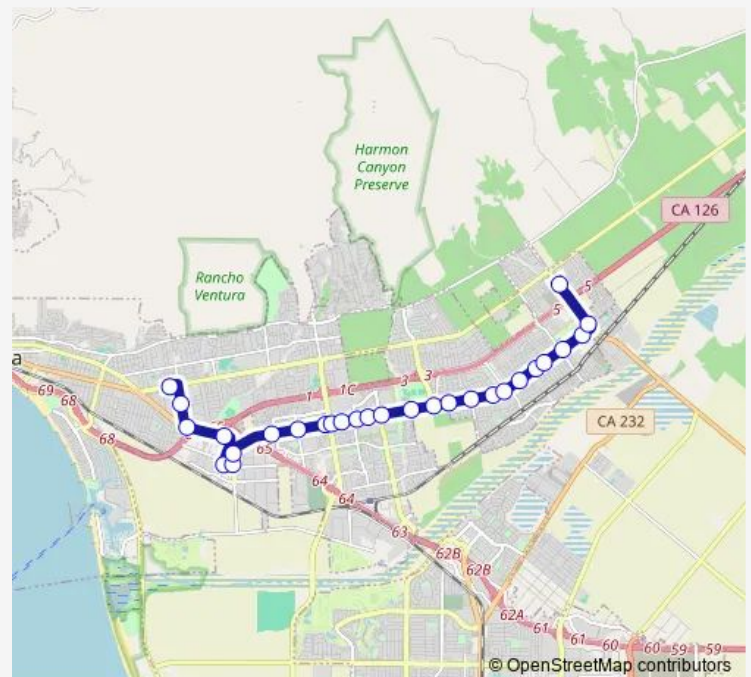 Harmon
Canyon
Preserve
CA 126
Rancho
Ventura
5
5
a
3
3
1C
1
69
68
68
65
CA 232
64
64
63
62B
62B
62A
61
61
60
60
59
59
© OpenStreetMap contributors